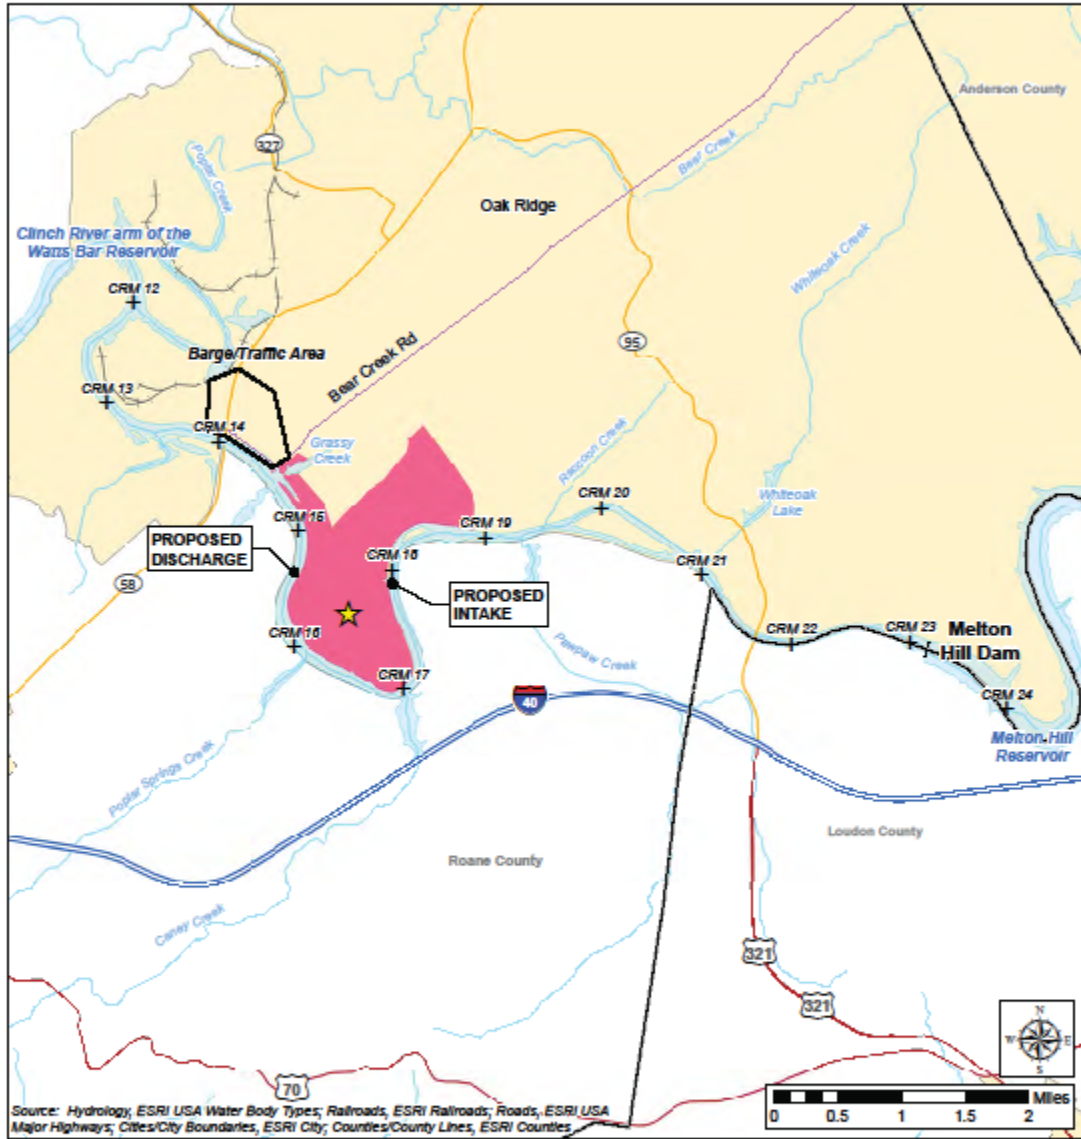 Anderson County
327
Poplar Creek
Bear Creek
Oak Ridge
Clinch River arm of the
Watts Bar Reservoir
Whiteoak Creek
CRM 12
95
Barge/Traffic Area
Bear Creek Rd
CRM 13
CRM 14
Grassy
Creek
Raccoon Creek
CRM 20
Whiteoak
Lake
CRM 15
CRM 19
PROPOSED
DISCHARGE
CRM 18
CRM 21
58
PROPOSED
INTAKE
CRM 16
CRM 22
CRM 23
Melton
Hill Dam
Pawpaw Creek
CRM 17
40
CRM 24
Melton Hill
Reservoir
Poplar Springs Creek
Loudon County
Roane County
Caney Creek
321
321
N
W
E
S
70
Miles
0
0.5
1
1.5
2
Source: Hydrology, ESRI USA Water Body Types; Railroads, ESRI Railroads; Roads, ESRI USA
Major Highways; Cities/City Boundaries, ESRI City; Counties/County Lines, ESRI Counties